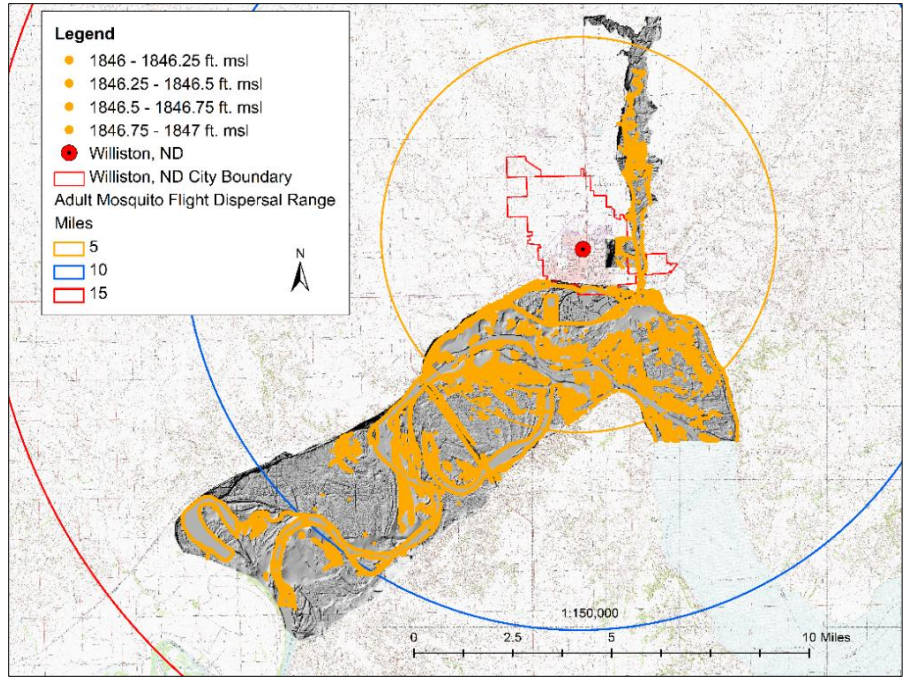 Legend
1846 - 1846.25 ft. msl
1846.25 - 1846.5 ft. msl
1846.5 - 1846.75 ft. msl
1846.75 - 1847 ft. msl
Williston, ND
Williston, ND City Boundary
Adult Mosquito Flight Dispersal Range
Miles
5
10
15
N
1:150,000
0 2.5 5 10 Miles